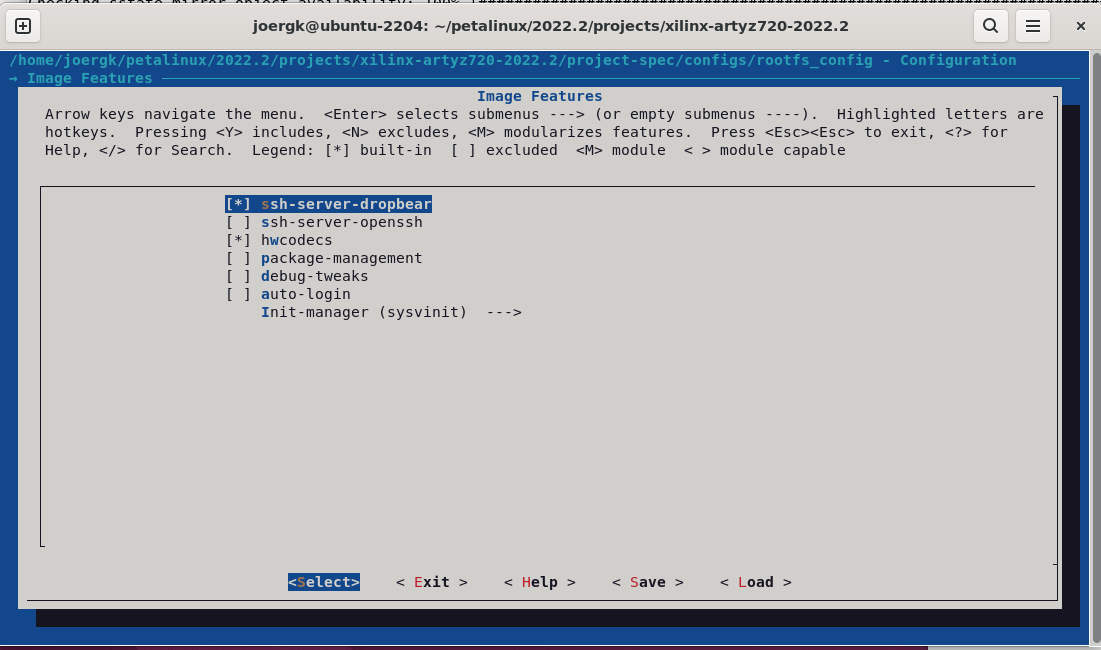 joergk@ubuntu-2204: ~/petalinux/2022.2/projects/xilinx-artyz720-2022.2
/home/joergk/petalinux/2022.2/projects/xilinx-artyz720-2022.2/project-spec/configs/rootfs_config - Configuration
→ Image Features
Image Features
Arrow keys navigate the menu.  <Enter> selects submenus ---> (or empty submenus ----).  Highlighted letters are
hotkeys.  Pressing <Y> includes, <N> excludes, <M> modularizes features.  Press <Esc><Esc> to exit, <?> for
Help, </> for Search.  Legend: [*] built-in  [ ] excluded  <M> module  < > module capable
[*] ssh-server-dropbear
[ ] ssh-server-openssh
[*] hwcodecs
[ ] package-management
[ ] debug-tweaks
[ ] auto-login
Init-manager (sysvinit)  --->
<Select>    < Exit >    < Help >    < Save >    < Load >